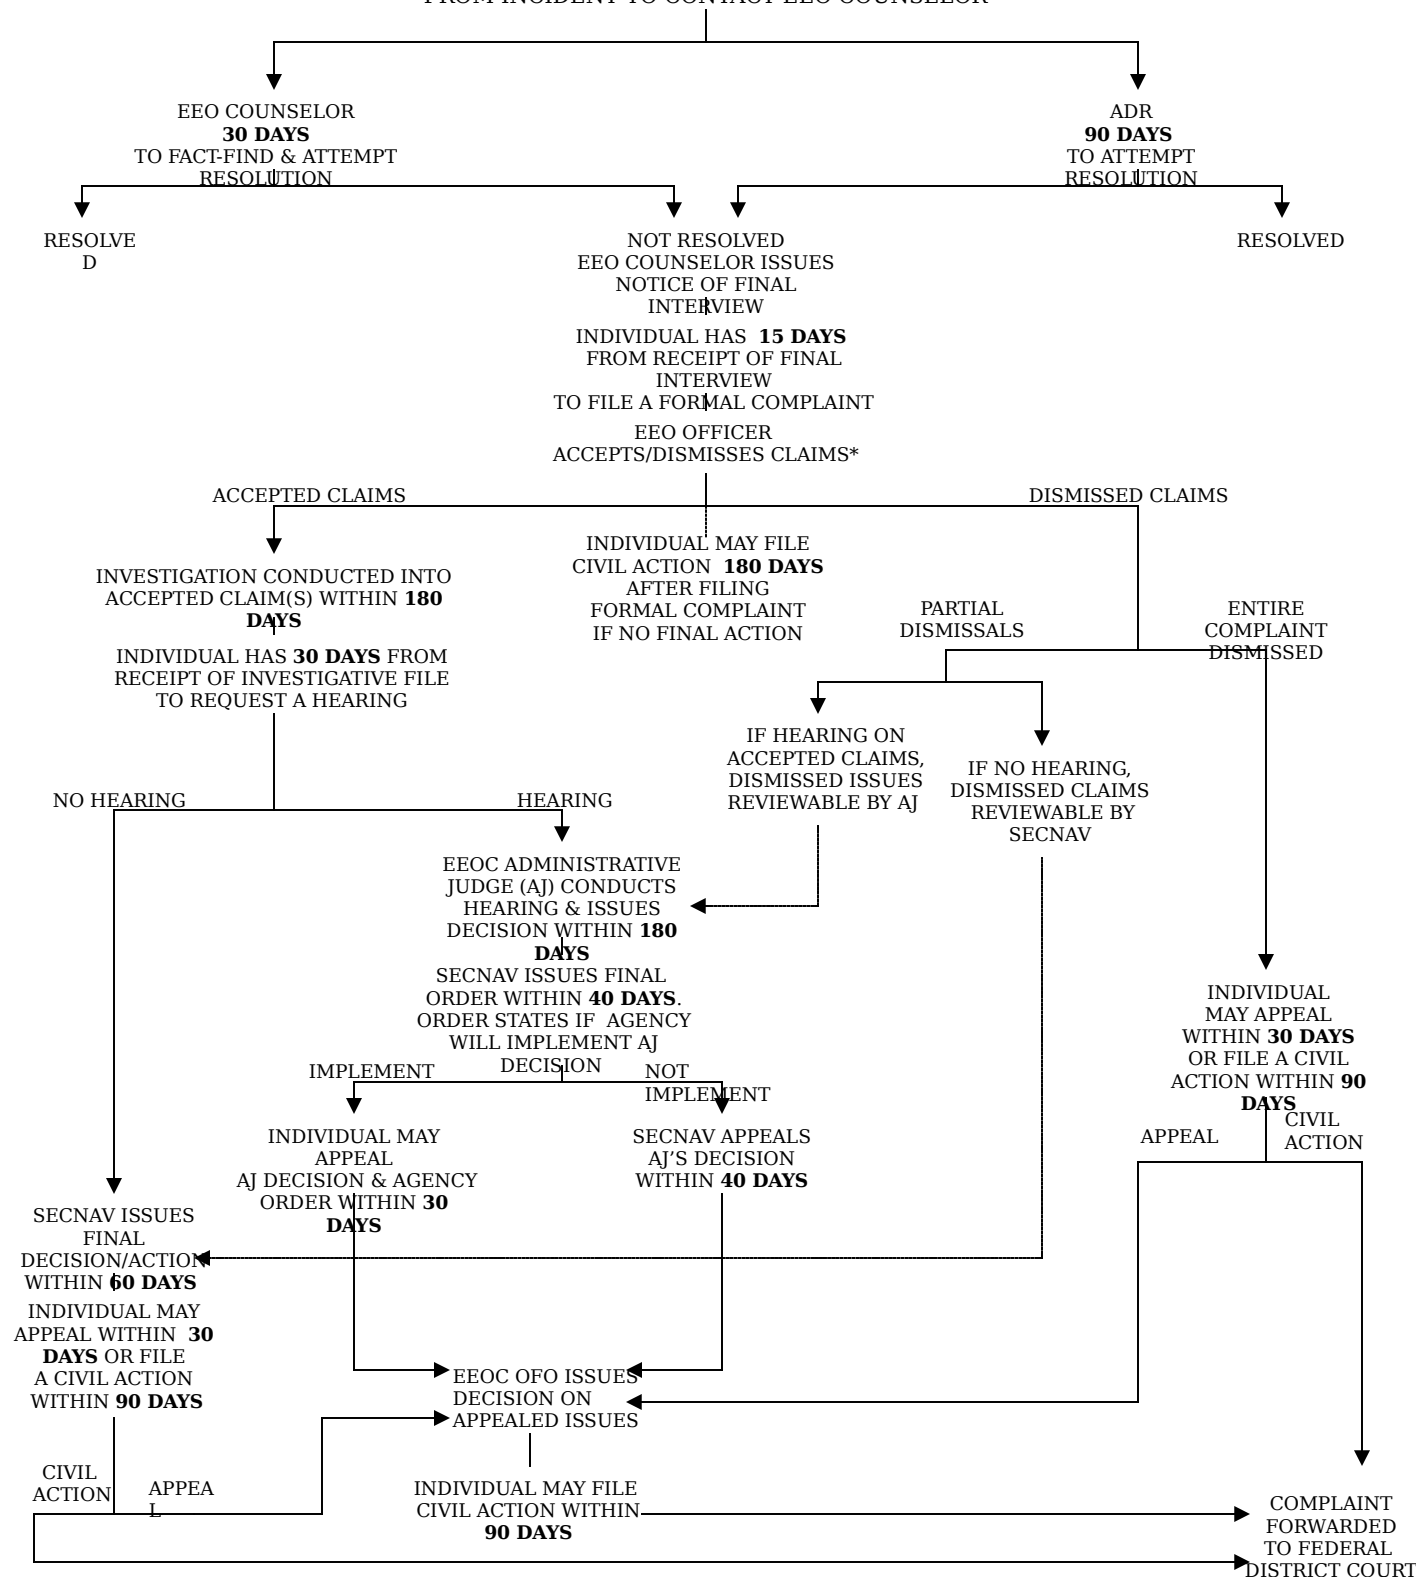 FROM INCIDENT TO CONTACT EEO COUNSELOR
EEO COUNSELOR
30 DAYS
TO FACT-FIND & ATTEMPT
RESOLUTION
ADR
90 DAYS
TO ATTEMPT
RESOLUTION
RESOLVE
D
NOT RESOLVED
EEO COUNSELOR ISSUES
NOTICE OF FINAL
INTERVIEW
RESOLVED
INDIVIDUAL HAS 15 DAYS
FROM RECEIPT OF FINAL
INTERVIEW
TO FILE A FORMAL COMPLAINT
EEO OFFICER
ACCEPTS/DISMISSES CLAIMS*
ACCEPTED CLAIMS
DISMISSED CLAIMS
INVESTIGATION CONDUCTED INTO
ACCEPTED CLAIM(S) WITHIN 180
DAYS
INDIVIDUAL MAY FILE
CIVIL ACTION 180 DAYS
AFTER FILING
FORMAL COMPLAINT
IF NO FINAL ACTION
PARTIAL
DISMISSALS
ENTIRE
COMPLAINT
DISMISSED
INDIVIDUAL HAS 30 DAYS FROM
RECEIPT OF INVESTIGATIVE FILE
TO REQUEST A HEARING
IF HEARING ON
ACCEPTED CLAIMS,
DISMISSED ISSUES
REVIEWABLE BY AJ
IF NO HEARING,
DISMISSED CLAIMS
REVIEWABLE BY
SECNAV
NO HEARING
HEARING
EEOC ADMINISTRATIVE
JUDGE (AJ) CONDUCTS
HEARING & ISSUES
DECISION WITHIN 180
DAYS
SECNAV ISSUES FINAL
ORDER WITHIN 40 DAYS.
ORDER STATES IF AGENCY
WILL IMPLEMENT AJ
DECISION
INDIVIDUAL
MAY APPEAL
WITHIN 30 DAYS
OR FILE A CIVIL
ACTION WITHIN 90
DAYS
IMPLEMENT
NOT
IMPLEMENT
APPEAL
CIVIL
ACTION
INDIVIDUAL MAY
APPEAL
AJ DECISION & AGENCY
ORDER WITHIN 30
DAYS
SECNAV APPEALS
AJ'S DECISION
WITHIN 40 DAYS
SECNAV ISSUES
FINAL
DECISION/ACTION
WITHIN 60 DAYS
INDIVIDUAL MAY
APPEAL WITHIN 30
DAYS OR FILE
A CIVIL ACTION
WITHIN 90 DAYS
EEOC OFO ISSUES
DECISION ON
APPEALED ISSUES
CIVIL
ACTION
APPEA
L
INDIVIDUAL MAY FILE
CIVIL ACTION WITHIN
90 DAYS
COMPLAINT
FORWARDED
TO FEDERAL
DISTRICT COURT